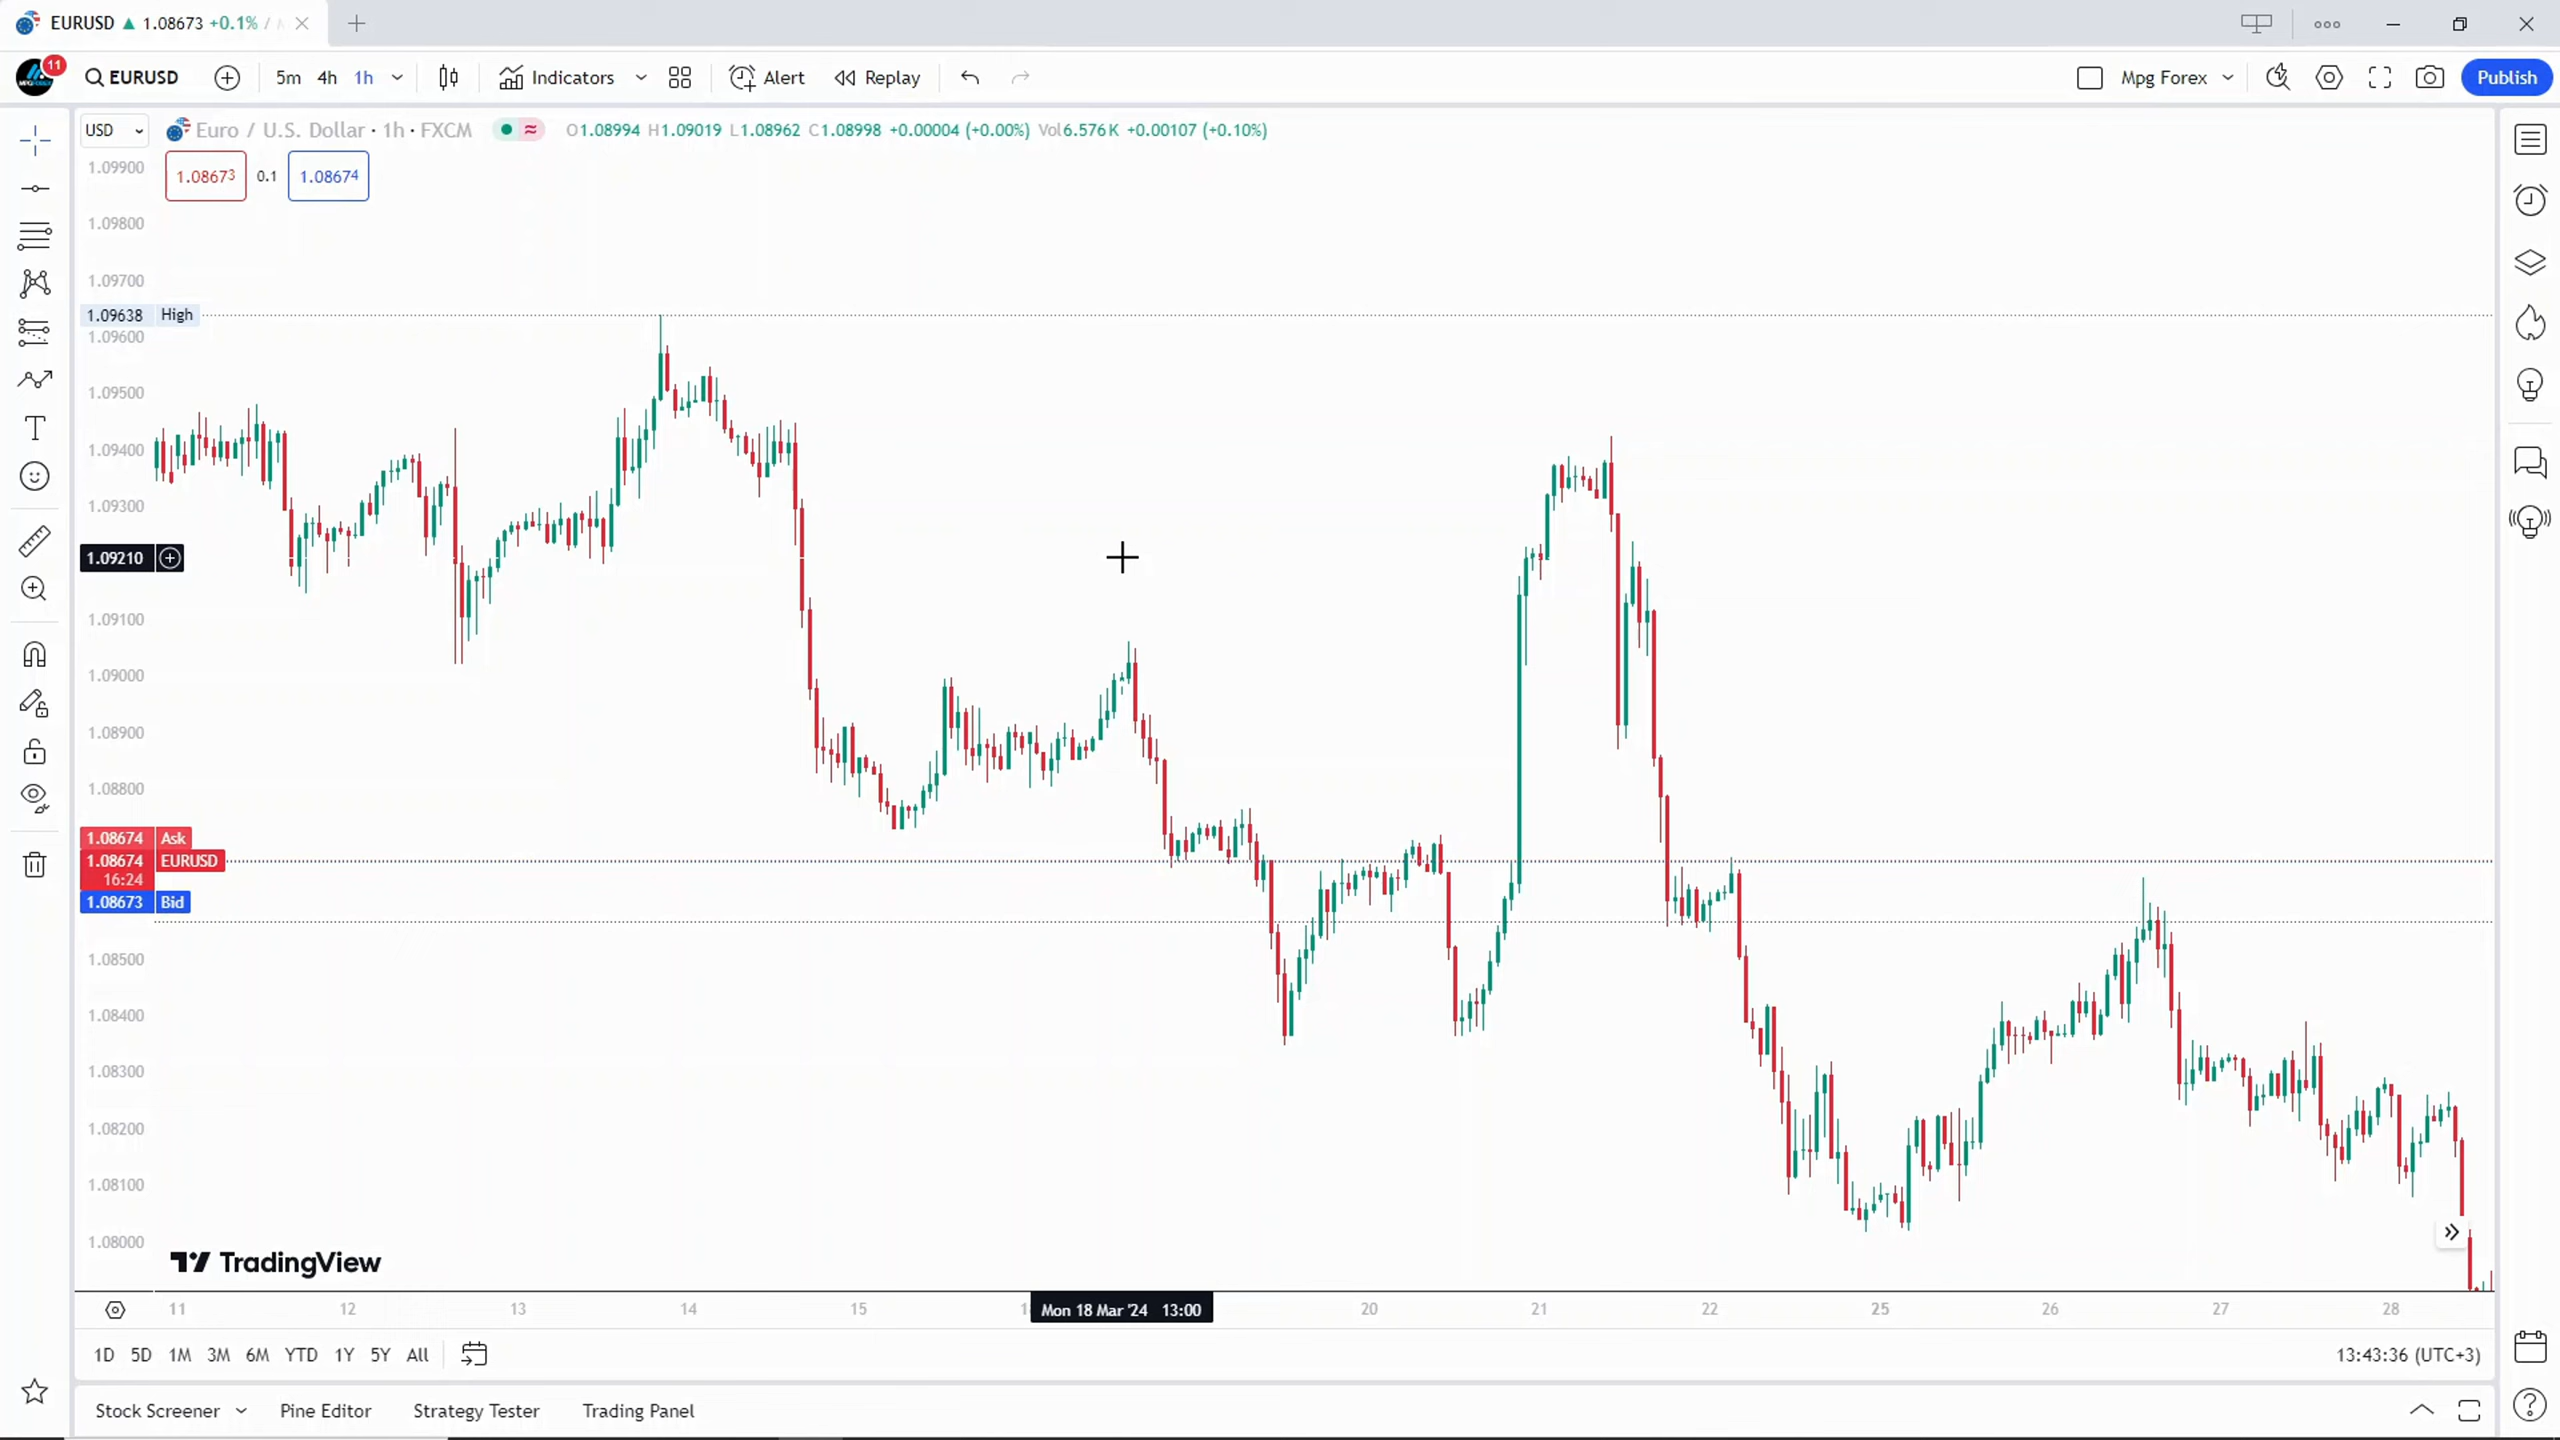 EURUSD ▲ 1.08673 +0.1% /
11
EURUSD 5m 4h 1h Indicators Alert Replay Mpg Forex Publish
USD Euro / U.S. Dollar · 1h · FXCM O1.08994 H1.09019 L1.08962 C1.08998 +0.00004 (+0.00%) Vol6.576K +0.00107 (+0.10%)
1.08673 0.1 1.08674
1.09900
1.09800
1.09700
1.09638 High
1.09600
1.09500
1.09400
1.09300
1.09210
1.09100
1.09000
1.08900
1.08800
1.08674 Ask
1.08674 EURUSD
16:24
1.08673 Bid
1.08500
1.08400
1.08300
1.08200
1.08100
1.08000
TradingView
11 12 13 14 15 Mon 18 Mar '24 13:00 20 21 22 25 26 27 28
1D 5D 1M 3M 6M YTD 1Y 5Y All 13:43:36 (UTC+3)
Stock Screener Pine Editor Strategy Tester Trading Panel